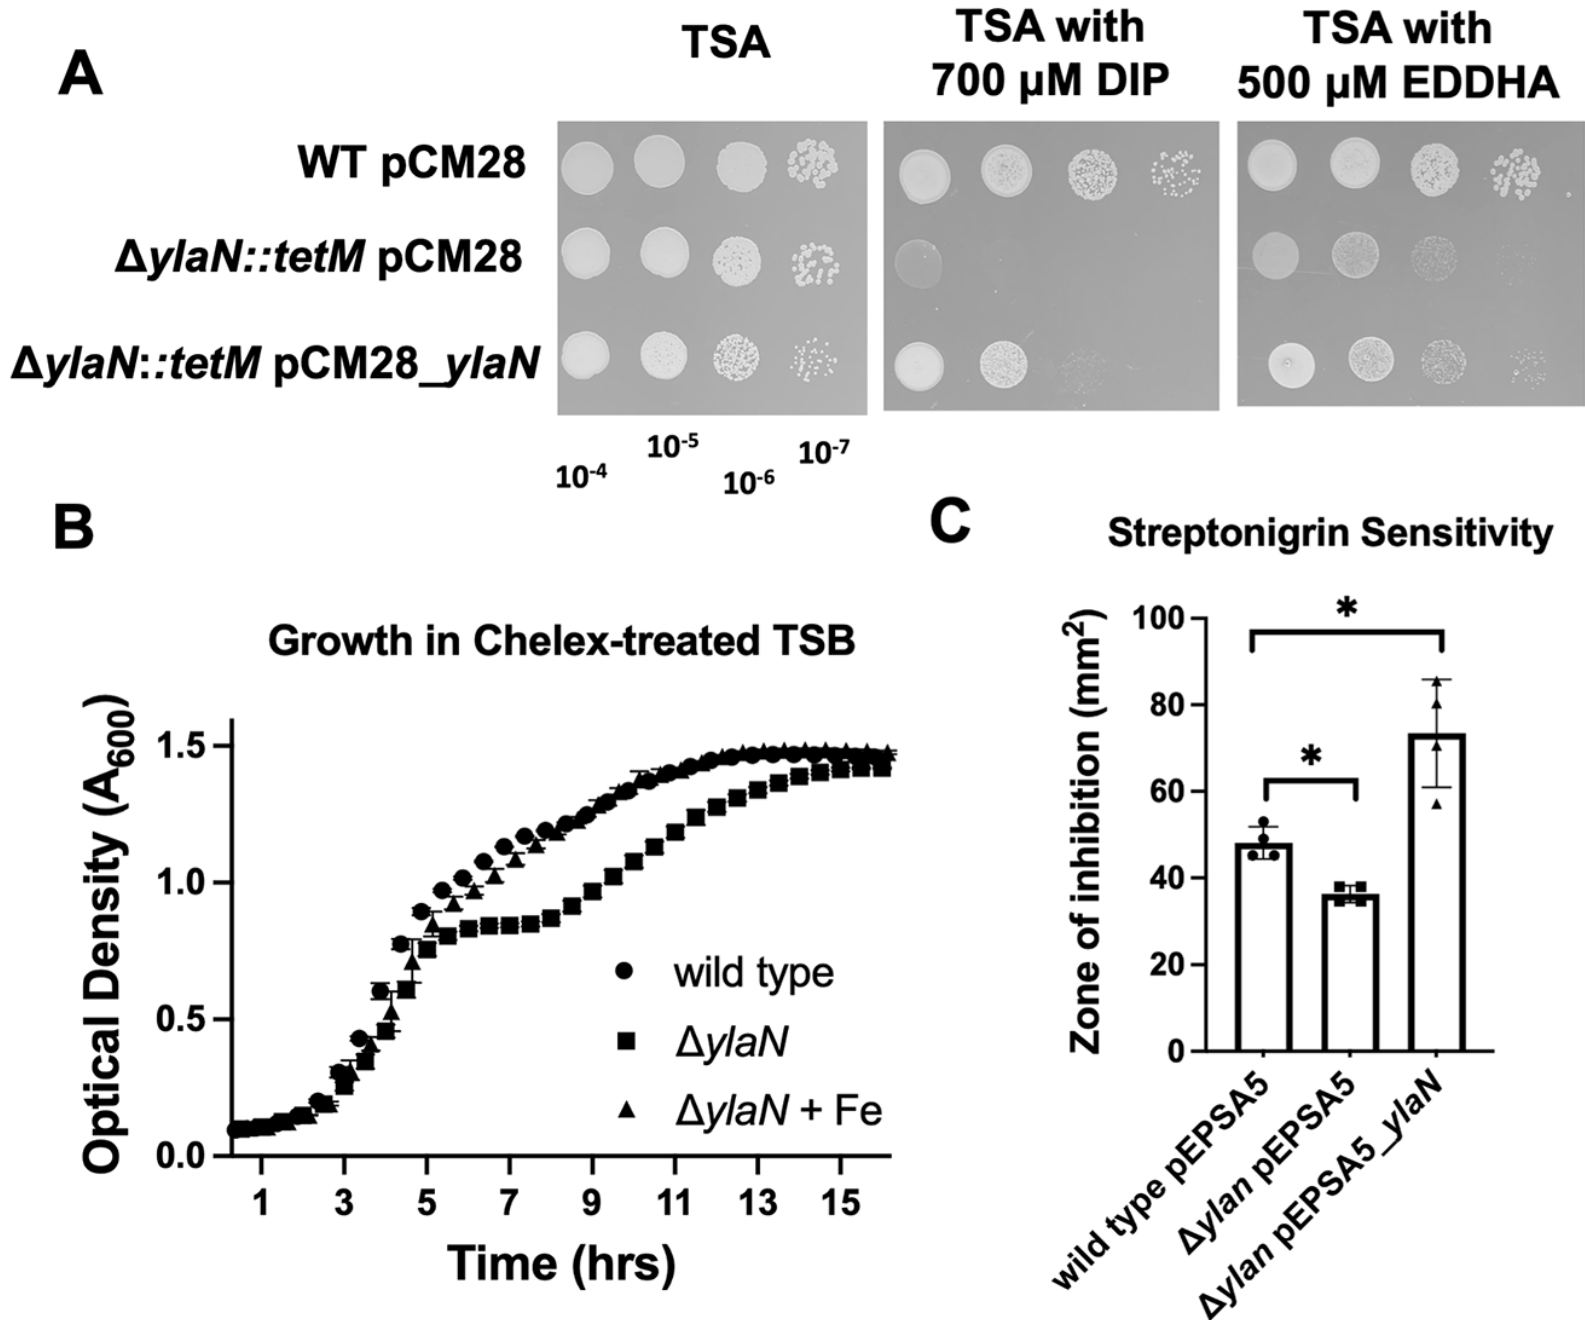 A
TSA
TSA with
700 µM DIP
TSA with
500 µM EDDHA
WT pCM28
ΔylaN::tetM pCM28
ΔylaN::tetM pCM28_ylaN
10-4
10-5
10-6
10-7
B
Growth in Chelex-treated TSB
Optical Density (A600)
1.5
1.0
0.5
0.0
wild type
ΔylaN
ΔylaN + Fe
1 3 5 7 9 11 13 15
Time (hrs)
C
Streptonigrin Sensitivity
Zone of inhibition (mm2)
100
80
60
40
20
0
*
*
wild type pEPSA5
Δylan pEPSA5
Δylan pEPSA5_ylaN